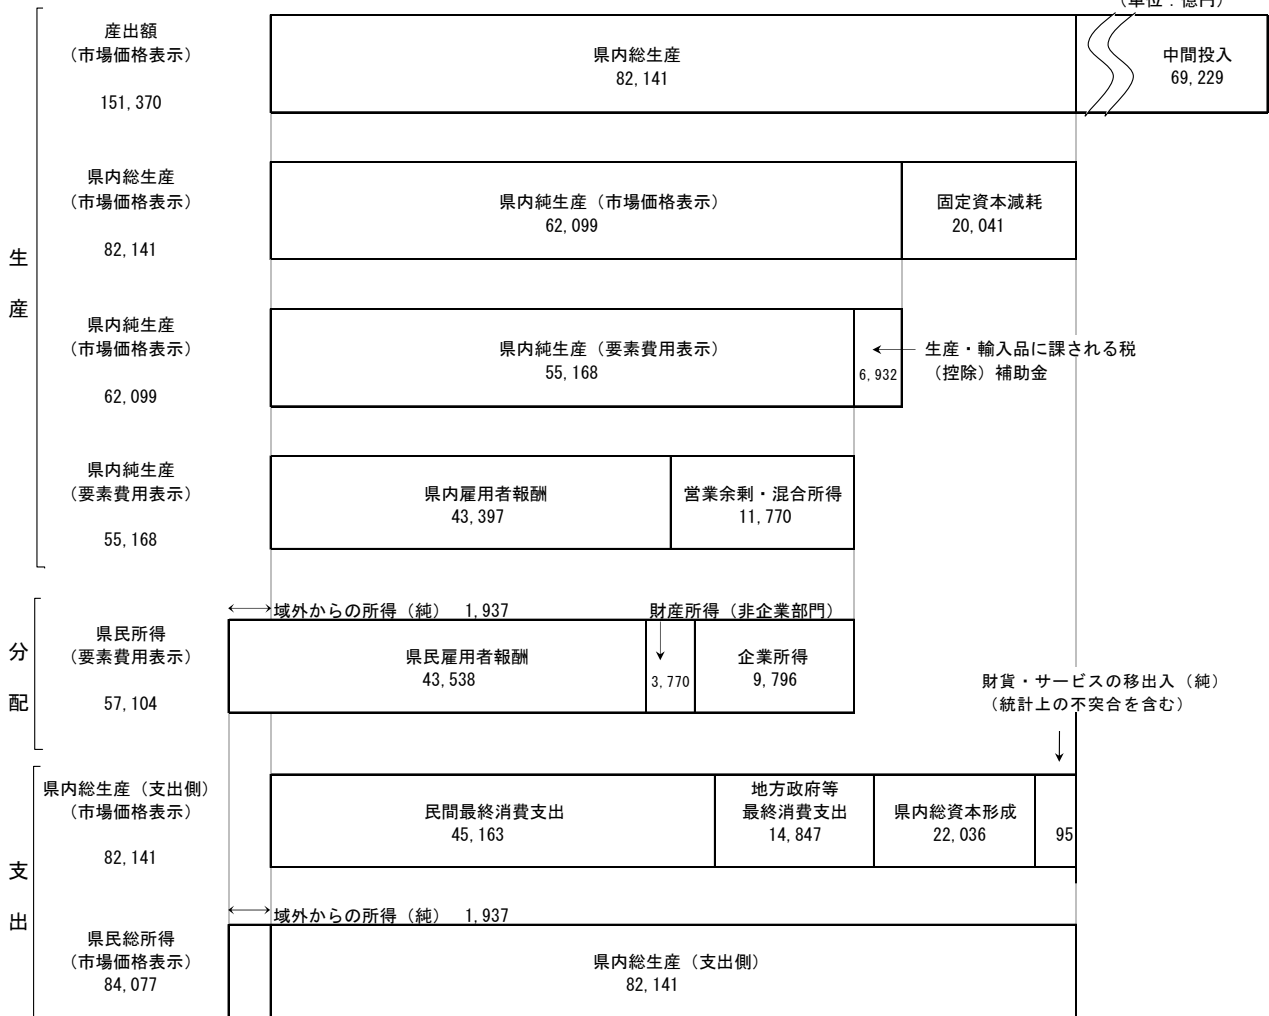 （単位：億円）
産出額
（市場価格表示）
151,370
県内総生産
82,141
中間投入
69,229
生
産
県内総生産
（市場価格表示）
82,141
県内純生産（市場価格表示）
62,099
固定資本減耗
20,041
県内純生産
（市場価格表示）
62,099
県内純生産（要素費用表示）
55,168
6,932
生産・輸入品に課される税
（控除）補助金
県内純生産
（要素費用表示）
55,168
県内雇用者報酬
43,397
営業余剰・混合所得
11,770
分
配
県民所得
（要素費用表示）
57,104
域外からの所得（純）　1,937
財産所得（非企業部門）
県民雇用者報酬
43,538
3,770
企業所得
9,796
財貨・サービスの移出入（純）
（統計上の不突合を含む）
支
出
県内総生産（支出側）
（市場価格表示）
82,141
民間最終消費支出
45,163
地方政府等
最終消費支出
14,847
県内総資本形成
22,036
95
域外からの所得（純）　1,937
県民総所得
（市場価格表示）
84,077
県内総生産（支出側）
82,141